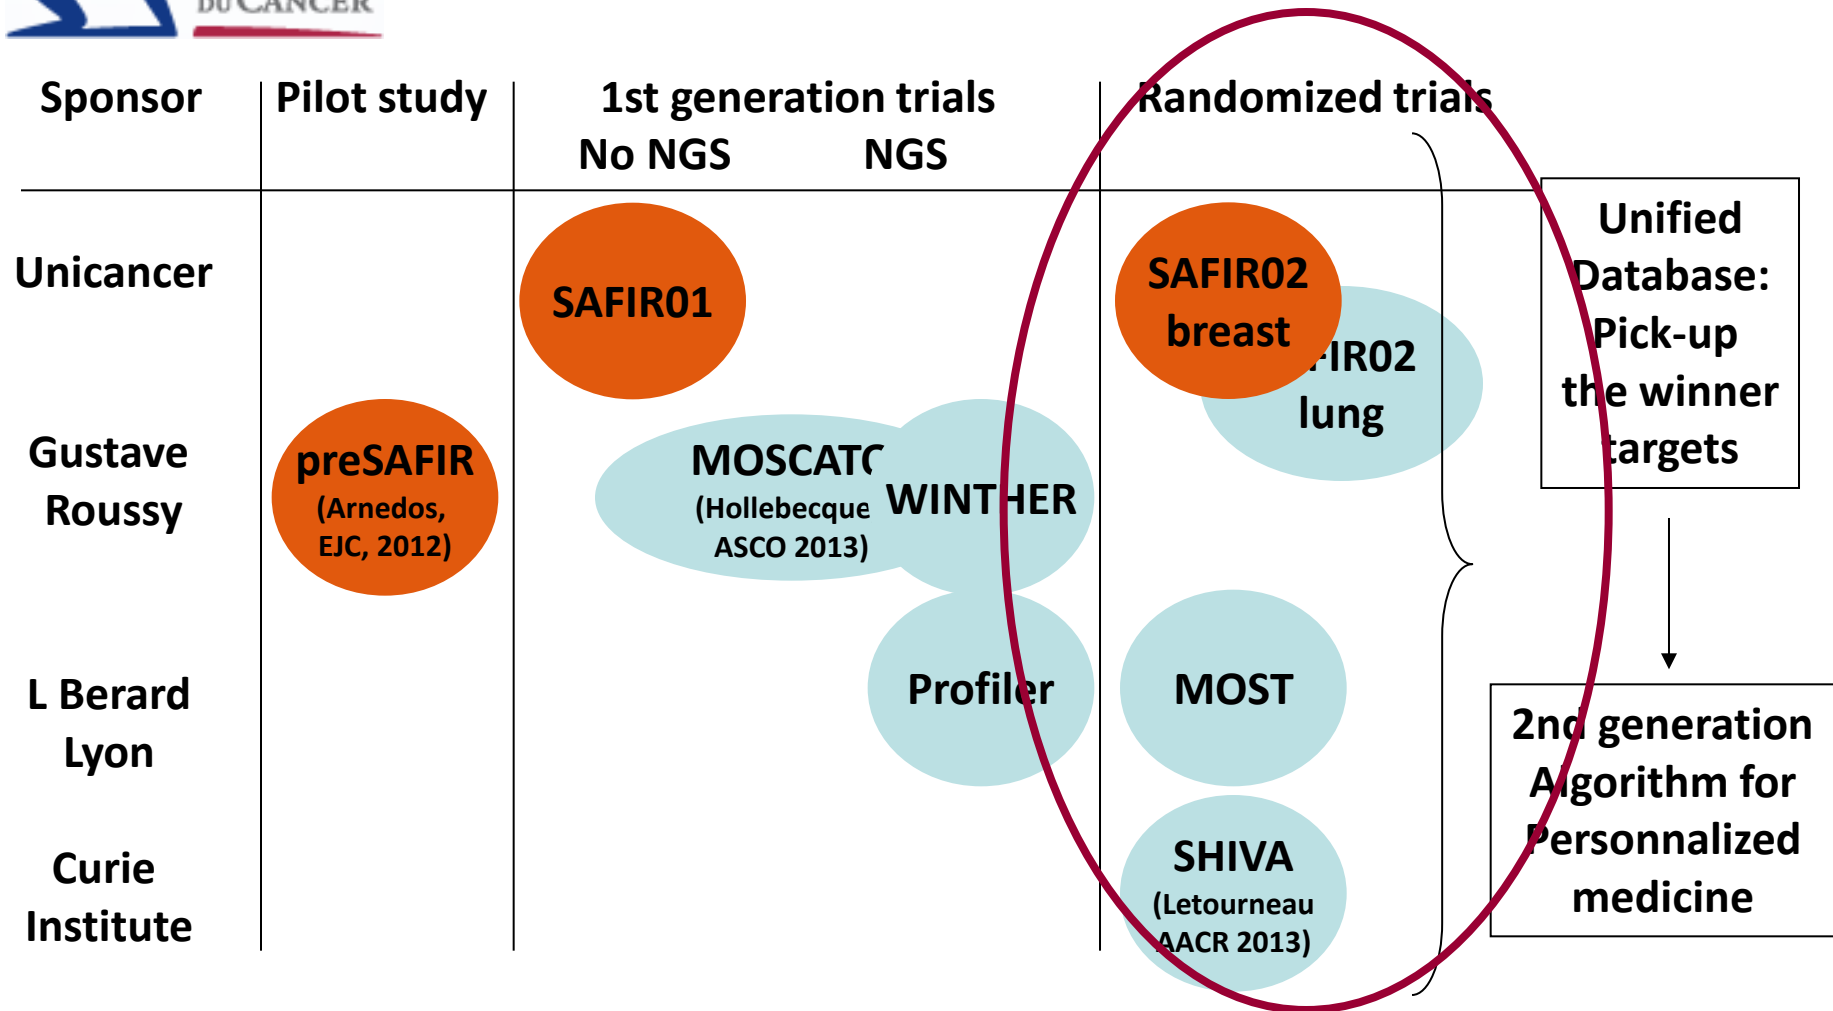 DU CANCER
Sponsor
Pilot study
1st generation trials
Randomized trials
No NGS
NGS
Unicancer
SAFIR01
SAFIR02
breast
FIR02
lung
Unified
Database:
Pick-up
the winner
targets
Gustave
Roussy
preSAFIR
(Arnedos,
EJC, 2012)
MOSCATO
(Hollebecque
ASCO 2013)
WINTHER
L Berard
Lyon
Profiler
MOST
2nd generation
Algorithm for
Personnalized
medicine
Curie
Institute
SHIVA
(Letourneau
AACR 2013)